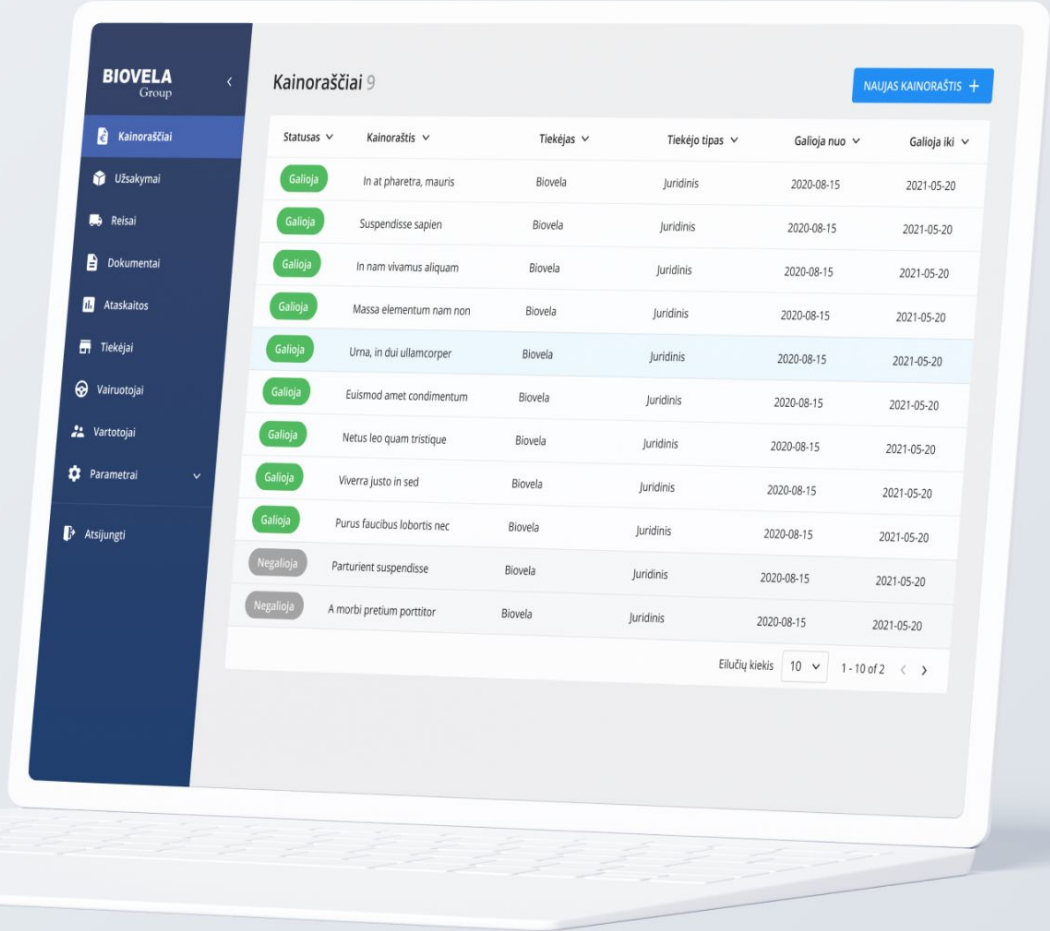 BIOVELA
Group
Kainoraščiai
Užsakymai
Reisai
Dokumentai
Ataskaitos
Tiekėjai
Vairuotojai
Vartotojai
Parametrai
Atsijungti
Kainoraščiai 9
NAUJAS KAINORAŠTIS +
Statusas Kainoraštis Tiekėjas Tiekėjo tipas Galioja nuo Galioja iki
Galioja In at pharetra, mauris Biovela Juridinis 2020-08-15 2021-05-20
Galioja Suspendisse sapien Biovela Juridinis 2020-08-15 2021-05-20
Galioja In nam vivamus aliquam Biovela Juridinis 2020-08-15 2021-05-20
Galioja Massa elementum nam non Biovela Juridinis 2020-08-15 2021-05-20
Galioja Urna, in dui ullamcorper Biovela Juridinis 2020-08-15 2021-05-20
Galioja Euismod amet condimentum Biovela Juridinis 2020-08-15 2021-05-20
Galioja Netus leo quam tristique Biovela Juridinis 2020-08-15 2021-05-20
Galioja Viverra justo in sed Biovela Juridinis 2020-08-15 2021-05-20
Galioja Purus faucibus lobortis nec Biovela Juridinis 2020-08-15 2021-05-20
Negalioja Parturient suspendisse Biovela Juridinis 2020-08-15 2021-05-20
Negalioja A morbi pretium porttitor Biovela Juridinis 2020-08-15 2021-05-20
Eilučių kiekis 10 1 - 10 of 2